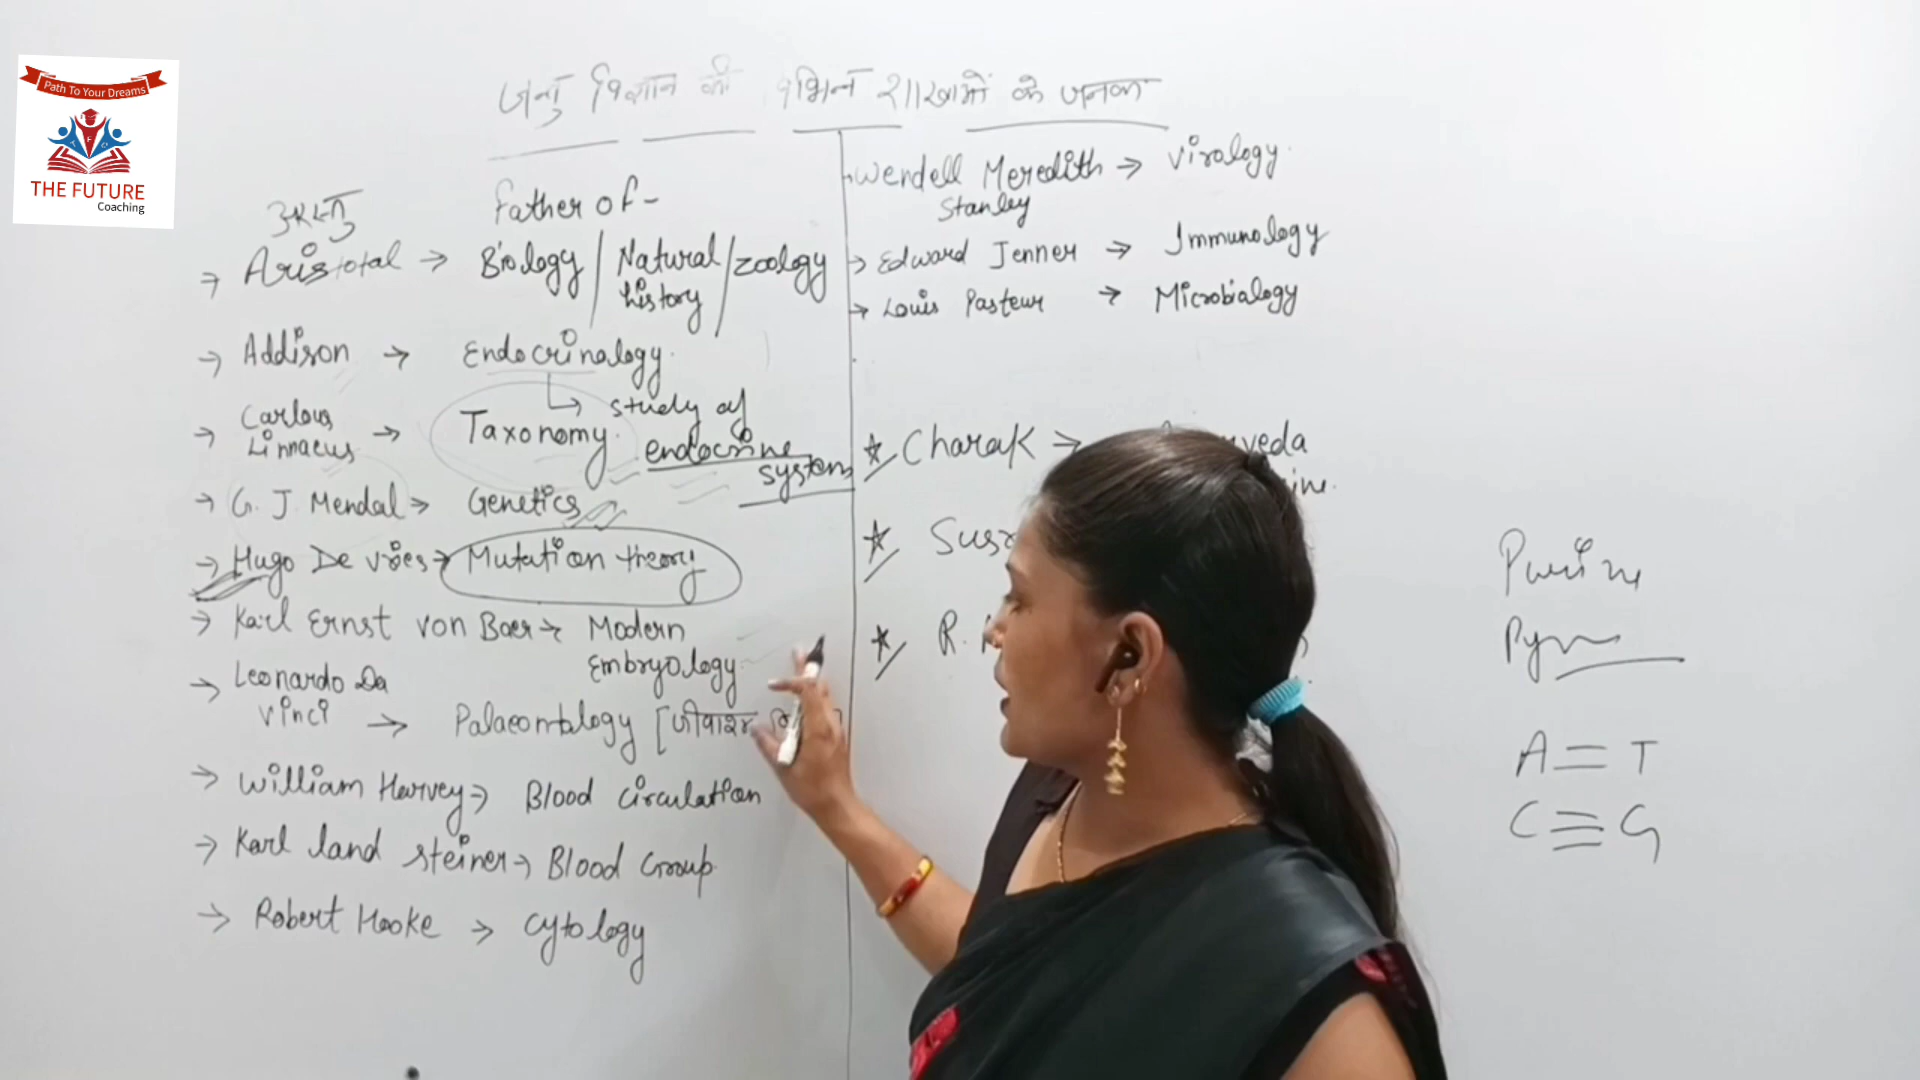 Path To Your Dreams
THE FUTURE
Coaching
जन्तु विज्ञान की विभिन्न शाखाओं के जनक
Father of -
अरस्तु
→ Aristotal → Biology / Natural history / zoology
→ Addison → Endocrinology
↳ study of endocrine system
→ Carlous Linnaeus → Taxonomy
→ G. J. Mendal → Genetics
→ Hugo De vries → Mutation theory
→ Karl Ernst von Baer → Modern Embryology
→ Leonardo Da Vinci → Palaeontology [जीवाश्म
→ William Harvey → Blood circulation
→ Karl land steiner → Blood Group
→ Robert Hooke → Cytology
→ Wendell Meredith Stanley → Virology
→ Edward Jenner → Immunology
→ Louis Pasteur → Microbialogy
☆ Charak →
☆
☆ R.
Purine
A = T
C ≡ G